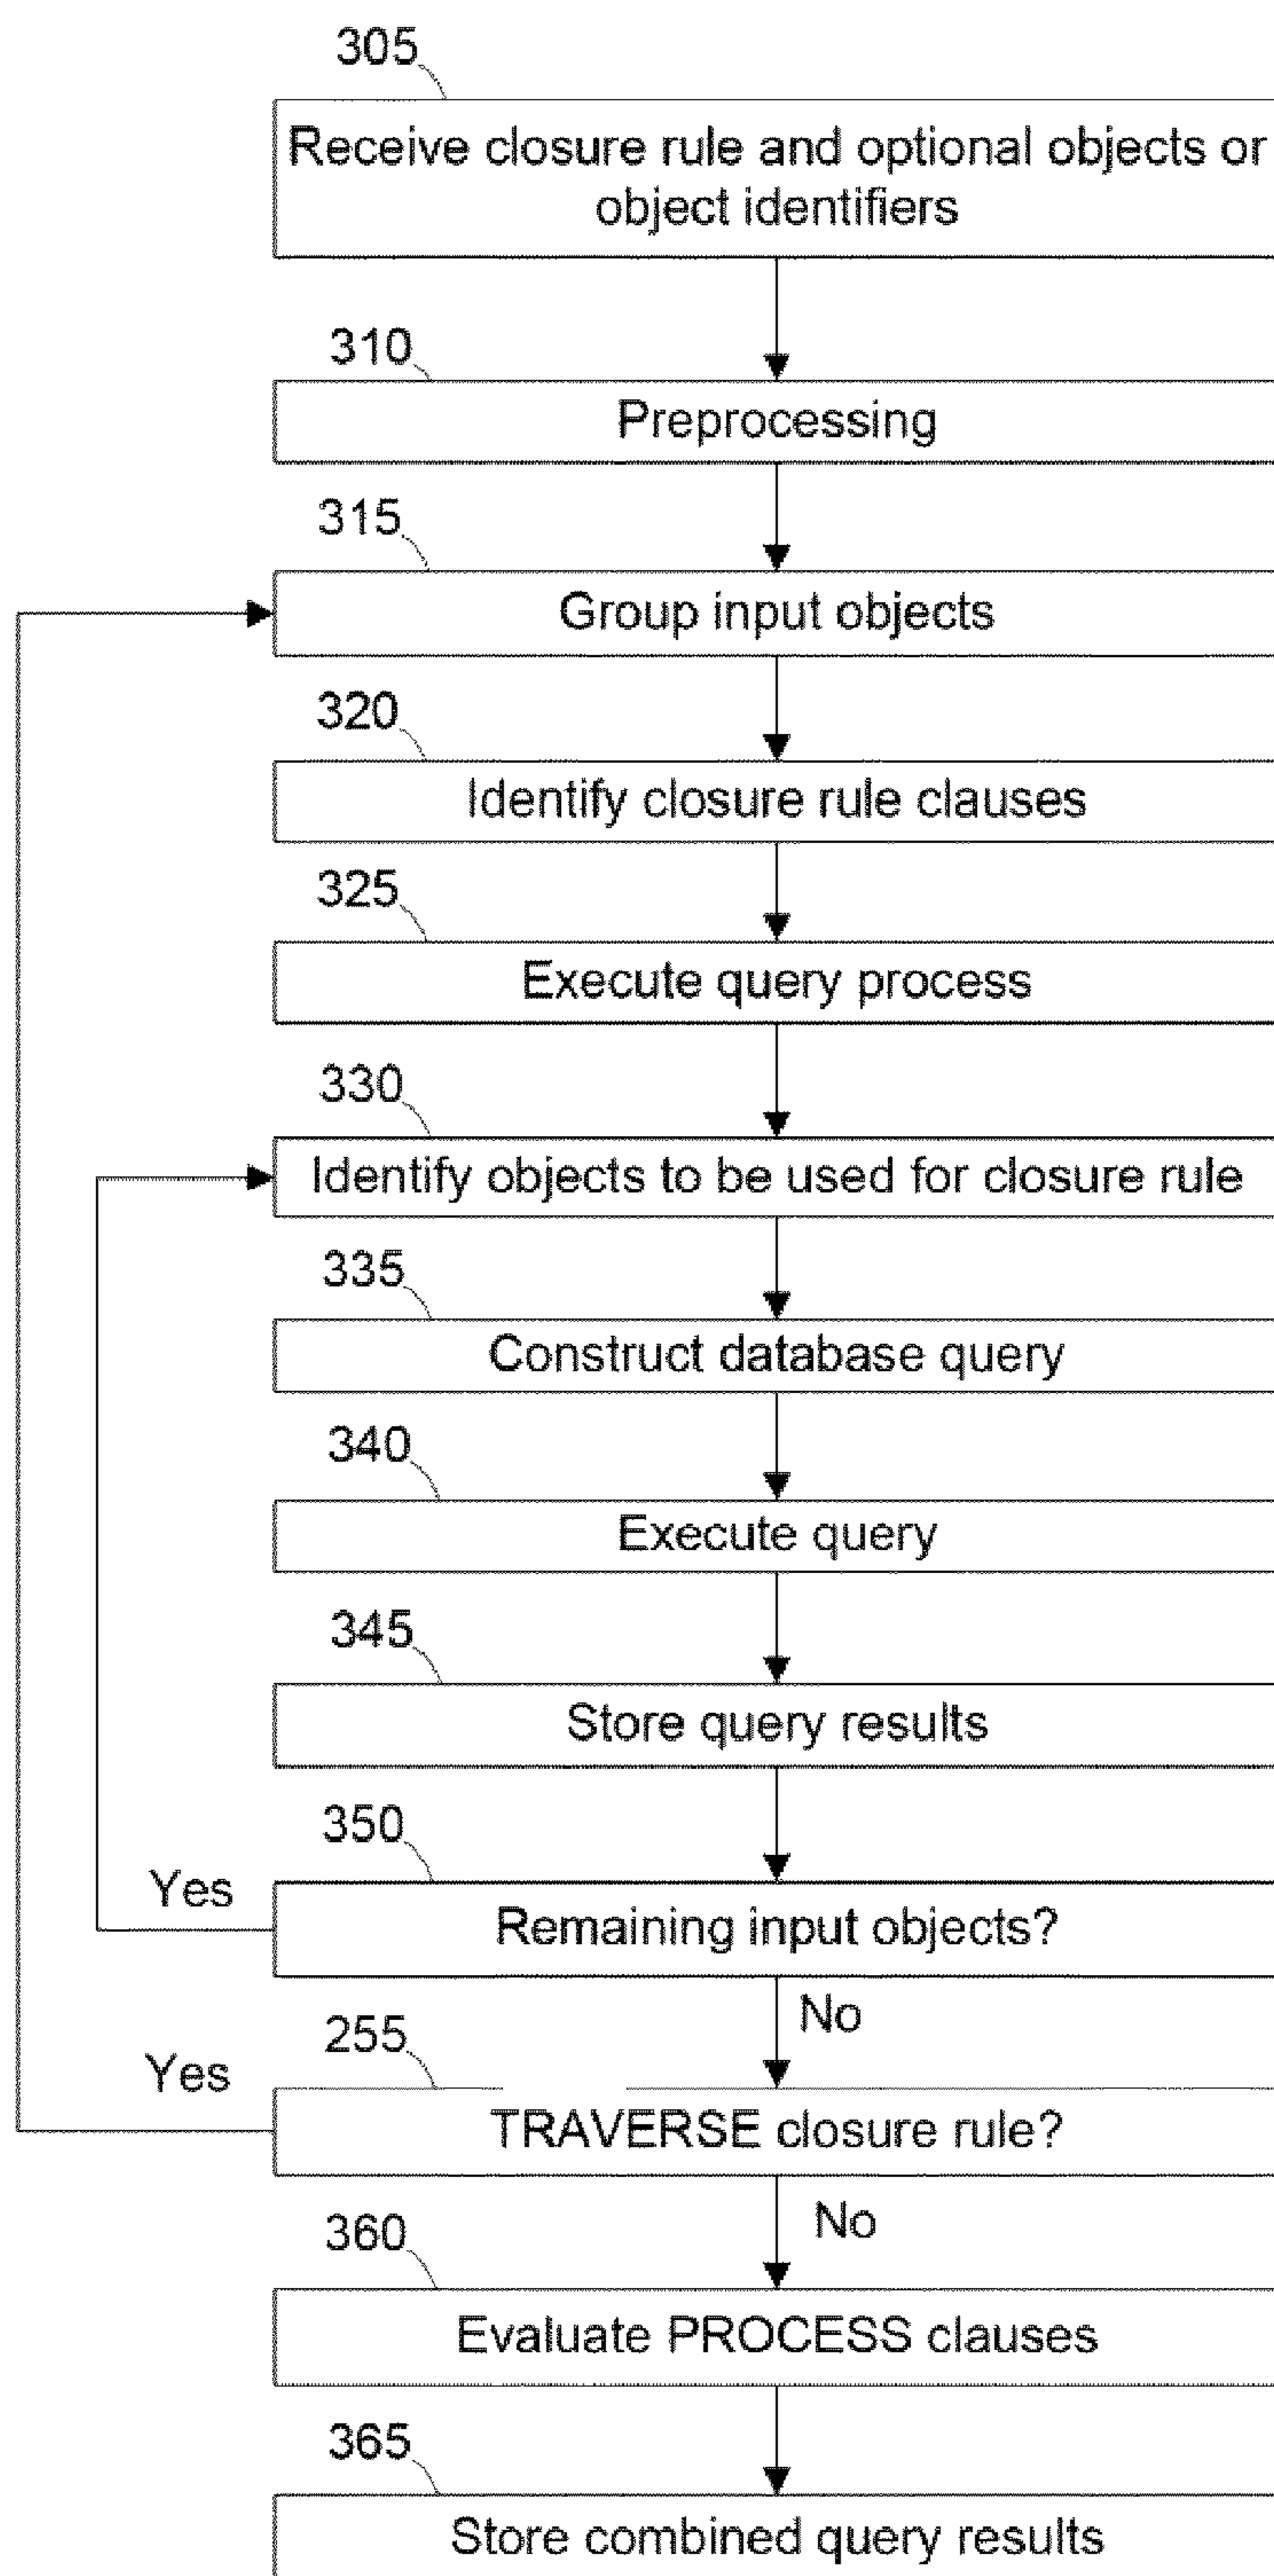 305
Receive closure rule and optional objects or
object identifiers
310
Preprocessing
315
Group input objects
320
Identify closure rule clauses
325
Execute query process
330
Identify objects to be used for closure rule
335
Construct database query
340
Execute query
345
Store query results
350
Yes
Remaining input objects?
No
255
Yes
TRAVERSE closure rule?
No
360
Evaluate PROCESS clauses
365
Store combined query results